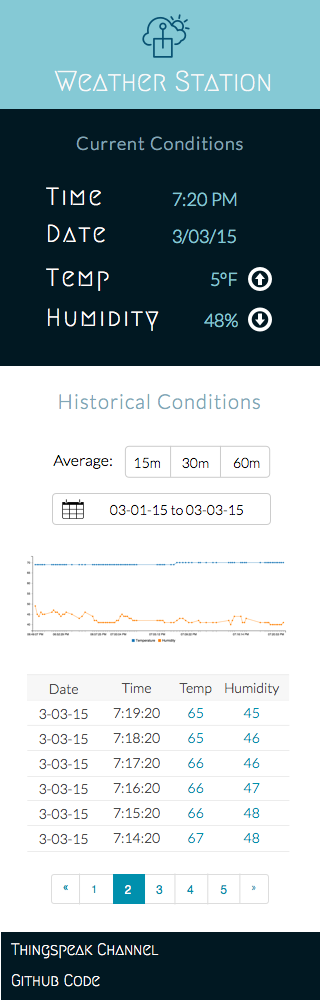 Weather Station
Current Conditions
Time 7:20 PM
Date 3/03/15
Temp 5°F
Humidity 48%
Historical Conditions
Average: 15m 30m 60m
03-01-15 to 03-03-15
Temperature Humidity
Date Time Temp Humidity
3-03-15 7:19:20 65 45
3-03-15 7:18:20 65 46
3-03-15 7:17:20 66 46
3-03-15 7:16:20 66 47
3-03-15 7:15:20 66 48
3-03-15 7:14:20 67 48
« 1 2 3 4 5 »
Thingspeak Channel
Github Code